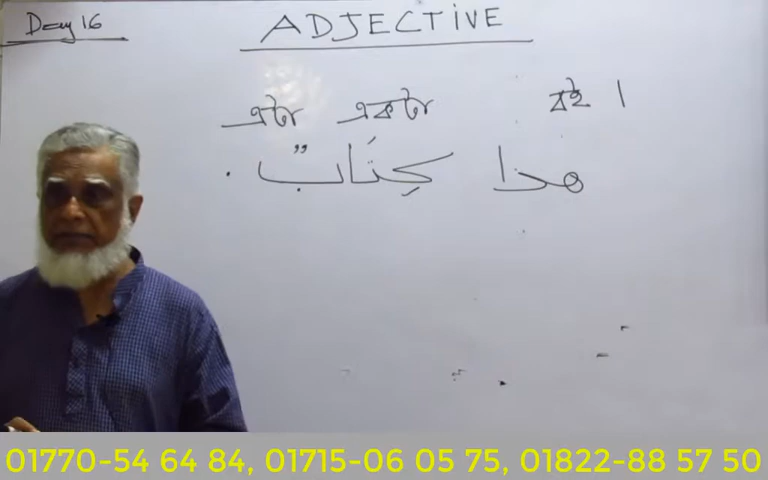 Day 16
ADJECTIVE
এটা একটা বই ।
هذا كِتَابٌ .
01770-54 64 84, 01715-06 05 75, 01822-88 57 50